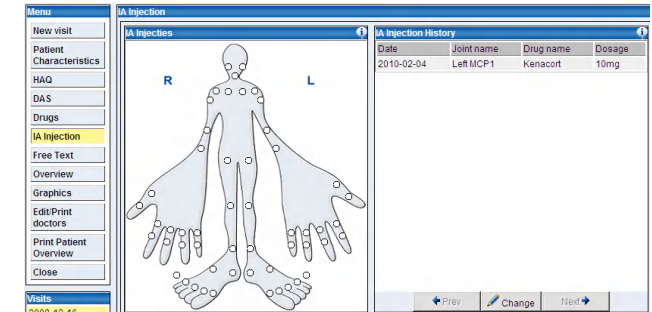 Menu
New visit
Patient
Characteristics
HAQ
DAS
Drugs
IA Injection
Free Text
Overview
Graphics
Edit/Print
doctors
Print Patient
Overview
Close
Visits
IA Injection
IA Injecties
R L
IA Injection History
Date Joint name Drug name Dosage
2010-02-04 Left MCP1 Kenacort 10mg
Prev Change Next